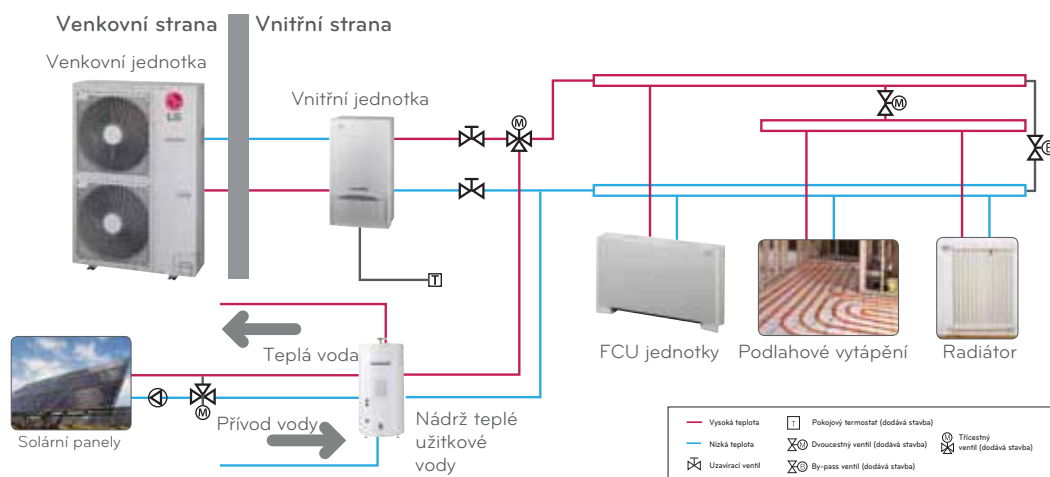 Venkovní strana
Vnitřní strana
Venkovní jednotka
LG
Vnitřní jednotka
M
M
B
T
Teplá voda
FCU jednotky
Podlahové vytápění
Radiátor
M
Přívod vody
Nádrž teplé
užitkové
vody
Solární panely
Vysoká teplota
Nízká teplota
Uzavírací ventil
T Pokojový termostat (dodává stavba)
M Dvoucestný ventil (dodává stavba)
B By-pass ventil (dodává stavba)
M Třícestný
ventil (dodává stavba)